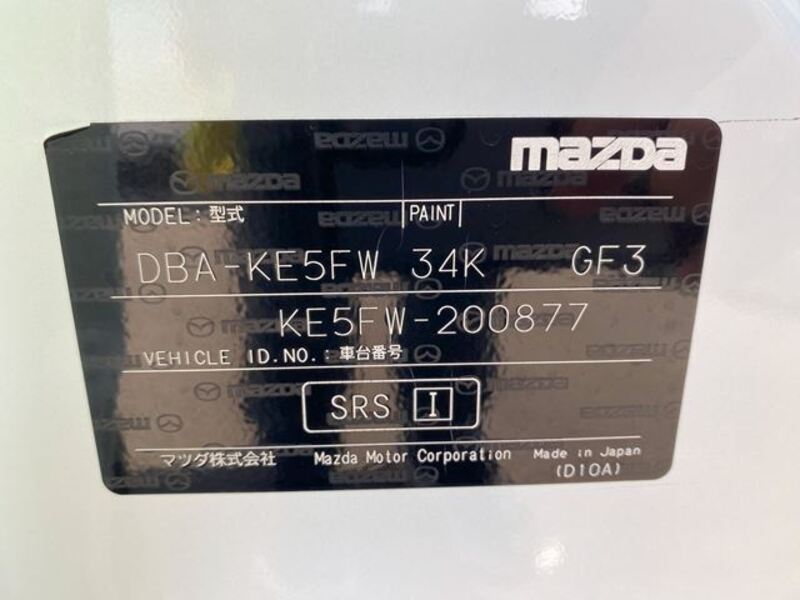 mazda
MODEL : 型式 PAINT
DBA-KE5FW 34K GF3
KE5FW-200877
VEHICLE ID.NO. : 車台番号
SRS I
マツダ株式会社 Mazda Motor Corporation Made in Japan
(D10A)